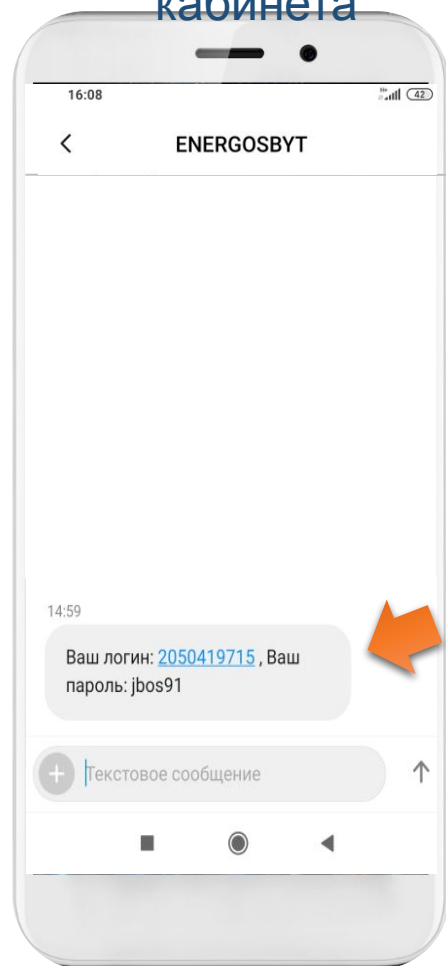 кабинета
16:08
42
ENERGOSBYT
14:59
Ваш логин: 2050419715 , Ваш
пароль: jbos91
Текстовое сообщение